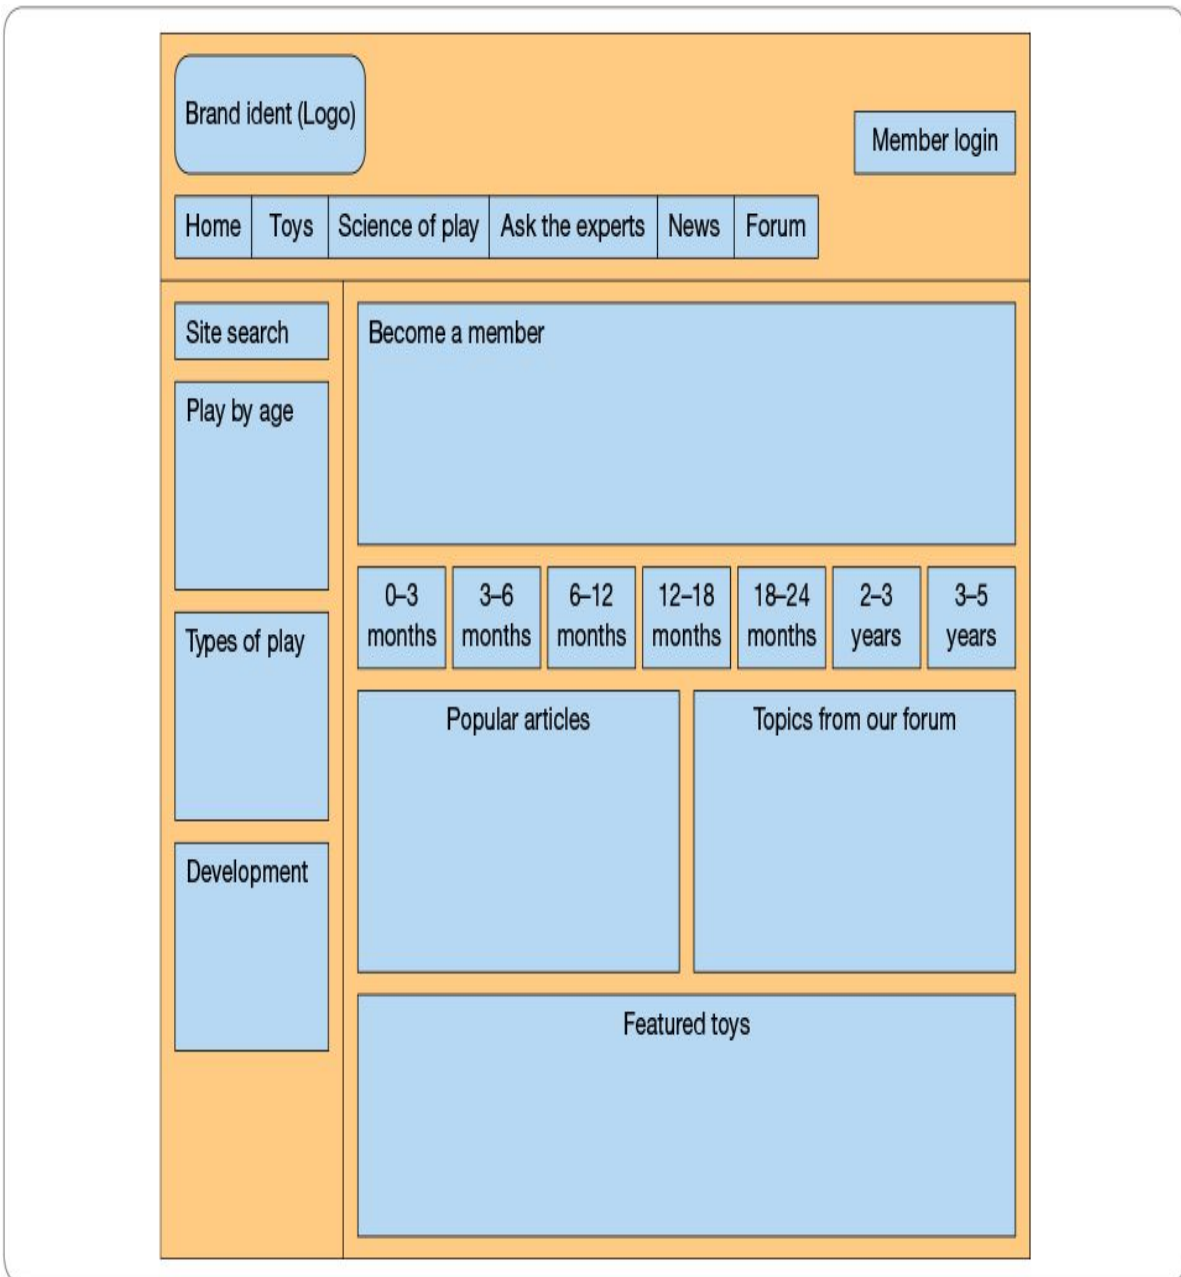 Brand ident (Logo)
Member login
Home
Toys
Science of play
Ask the experts
News
Forum
Site search
Play by age
Types of play
Development
Become a member
0–3
months
3–6
months
6–12
months
12–18
months
18–24
months
2–3
years
3–5
years
Popular articles
Topics from our forum
Featured toys